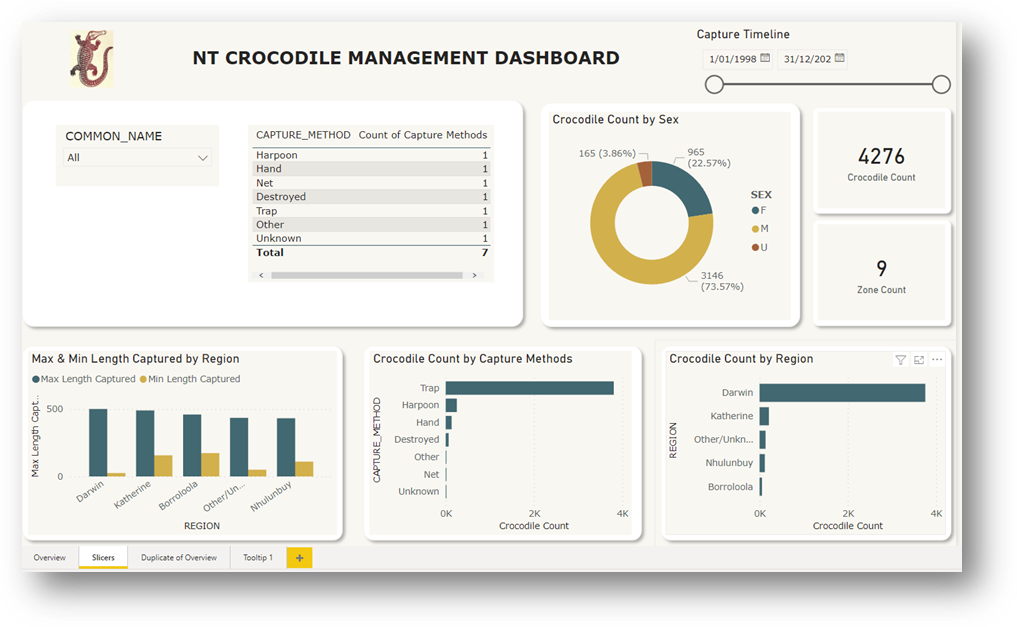 NT CROCODILE MANAGEMENT DASHBOARD
Capture Timeline
1/01/1998
31/12/202
COMMON_NAME
All
CAPTURE_METHOD Count of Capture Methods
Harpoon 1
Hand 1
Net 1
Destroyed 1
Trap 1
Other 1
Unknown 1
Total 7
Crocodile Count by Sex
165 (3.86%)
965
(22.57%)
3146
(73.57%)
SEX
F
M
U
4276
Crocodile Count
9
Zone Count
Max & Min Length Captured by Region
Max Length Captured Min Length Captured
Max Length Capt...
500
0
Darwin
Katherine
Borroloola
Other/Un...
Nhulunbuy
REGION
Crocodile Count by Capture Methods
CAPTURE_METHOD
Trap
Harpoon
Hand
Destroyed
Other
Net
Unknown
0K 2K 4K
Crocodile Count
Crocodile Count by Region
REGION
Darwin
Katherine
Other/Unkn...
Nhulunbuy
Borroloola
0K 2K 4K
Crocodile Count
Overview Slicers Duplicate of Overview Tooltip 1 +